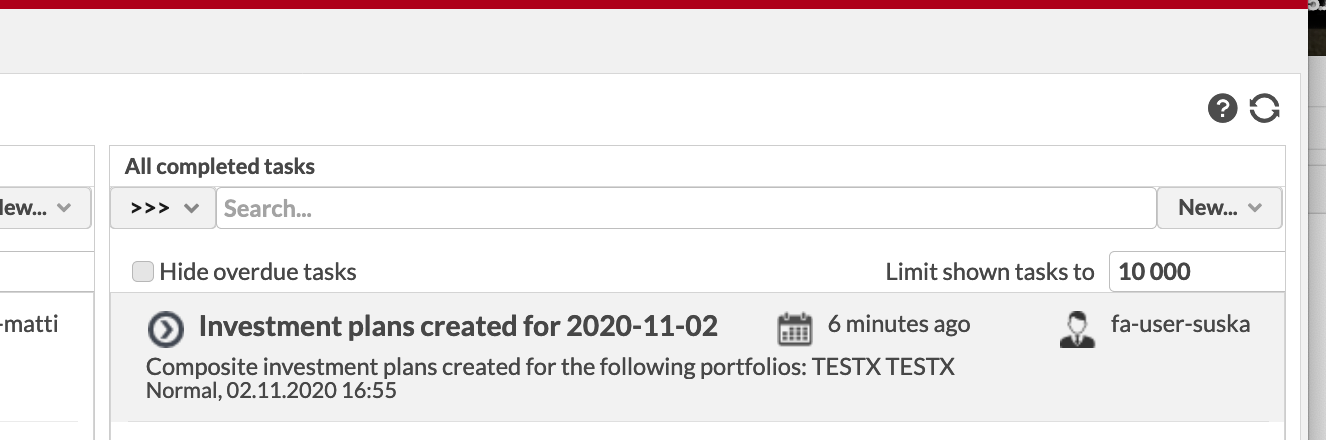 All completed tasks
New...
>>>
Search...
New...
Hide overdue tasks
Limit shown tasks to
10 000
-matti
Investment plans created for 2020-11-02
6 minutes ago
fa-user-suska
Composite investment plans created for the following portfolios: TESTX TESTX
Normal, 02.11.2020 16:55